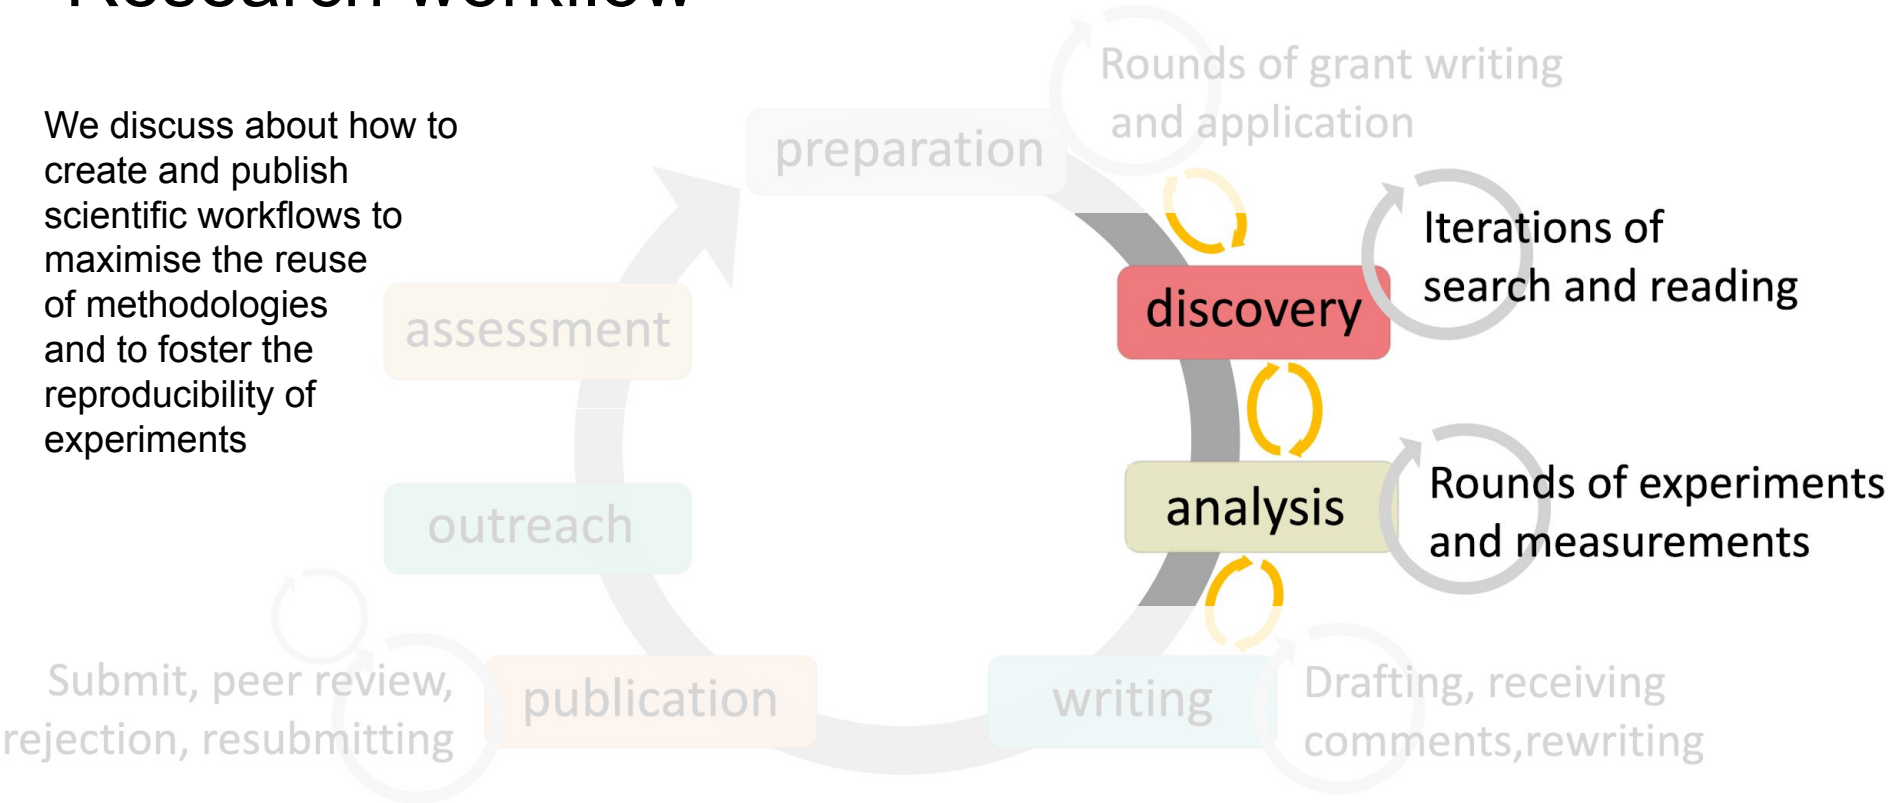 Research workflow
Rounds of grant writing
and application
We discuss about how to
create and publish
scientific workflows to
maximise the reuse
of methodologies
and to foster the
reproducibility of
experiments
preparation
Iterations of
search and reading
discovery
assessment
Rounds of experiments
and measurements
analysis
outreach
Submit, peer review,
rejection, resubmitting
publication
writing
Drafting, receiving
comments,rewriting